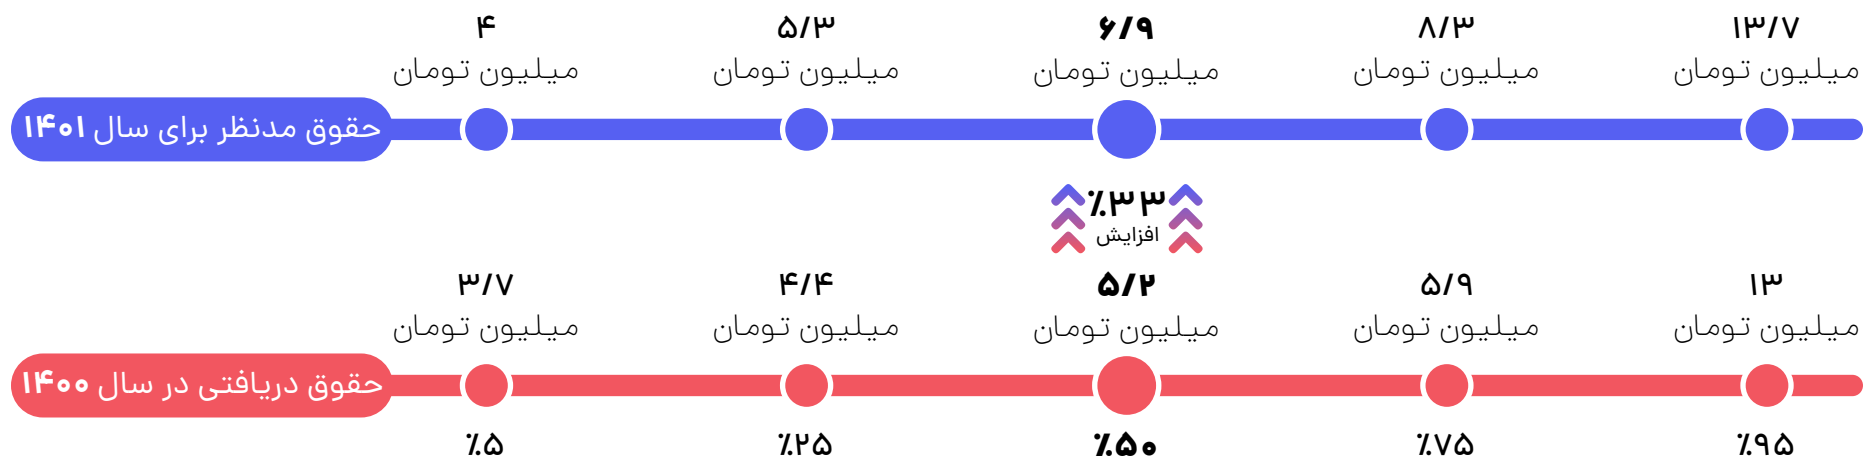 ۴
میلیون تومان
۵/۳
میلیون تومان
۶/۹
میلیون تومان
۸/۳
میلیون تومان
۱۳/۷
میلیون تومان
حقوق مدنظر برای سال ۱۴۰۱
٪۳۳
افزایش
۳/۷
میلیون تومان
۴/۴
میلیون تومان
۵/۲
میلیون تومان
۵/۹
میلیون تومان
۱۳
میلیون تومان
حقوق دریافتی در سال ۱۴۰۰
٪۵
٪۲۵
٪۵۰
٪۷۵
٪۹۵